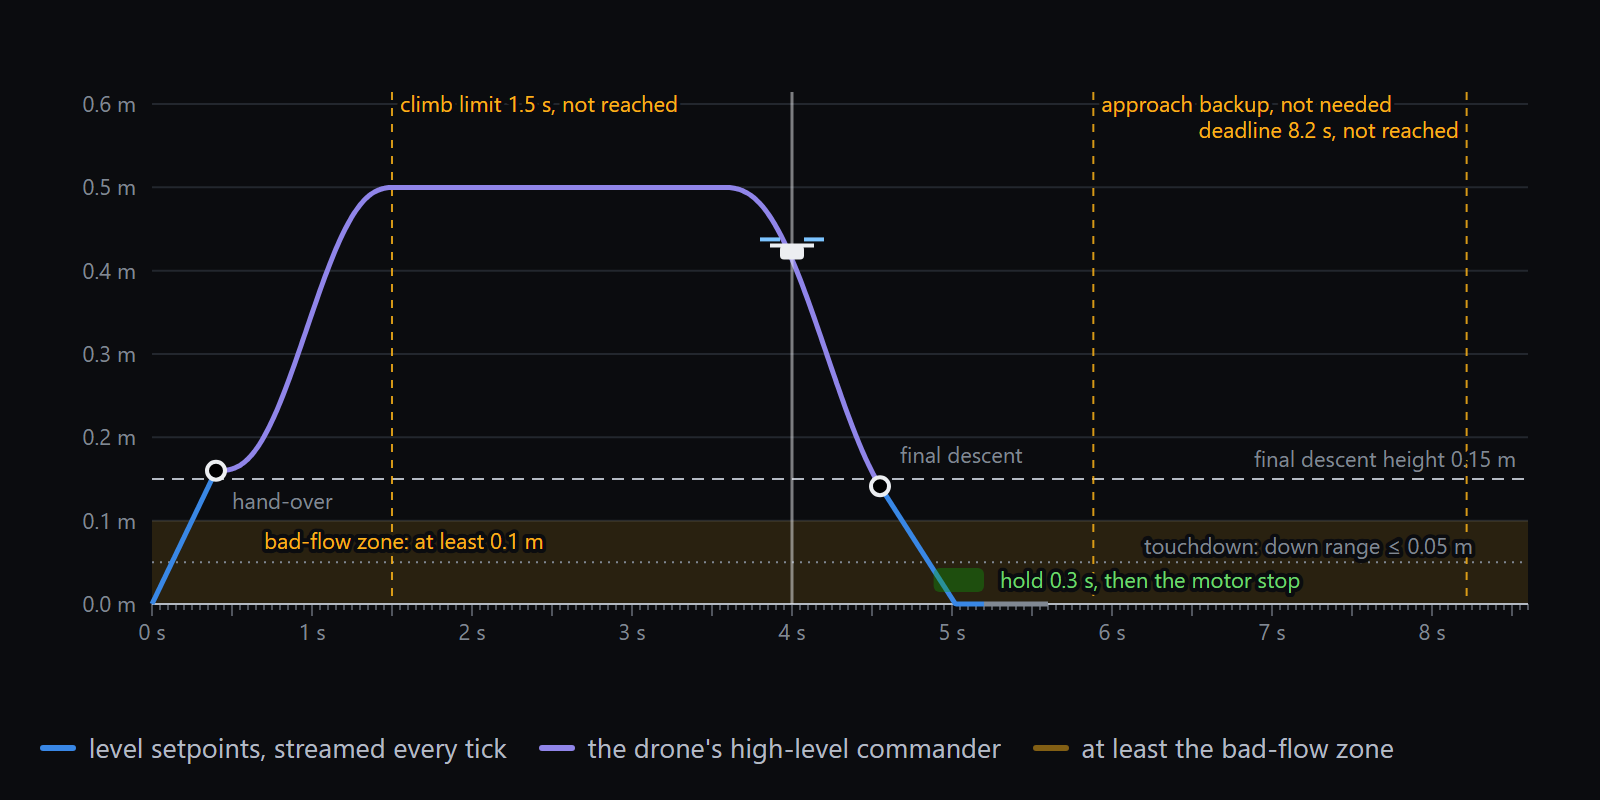 0.6 m
climb limit 1.5 s, not reached
approach backup, not needed
deadline 8.2 s, not reached
0.5 m
0.4 m
0.3 m
0.2 m
final descent
final descent height 0.15 m
hand-over
0.1 m
bad-flow zone: at least 0.1 m
touchdown: down range ≤ 0.05 m
hold 0.3 s, then the motor stop
0.0 m
0 s
1 s
2 s
3 s
4 s
5 s
6 s
7 s
8 s
level setpoints, streamed every tick
the drone's high-level commander
at least the bad-flow zone